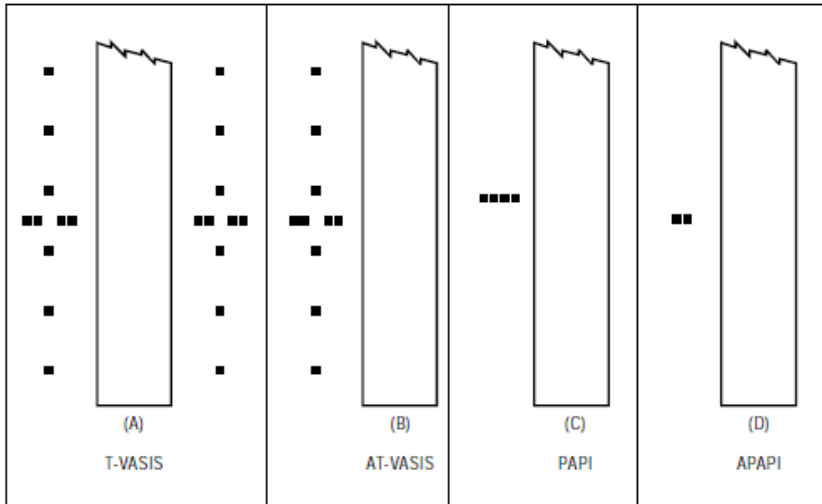 (A)
(B)
(C)
(D)
T-VASIS
AT-VASIS
PAPI
APAPI